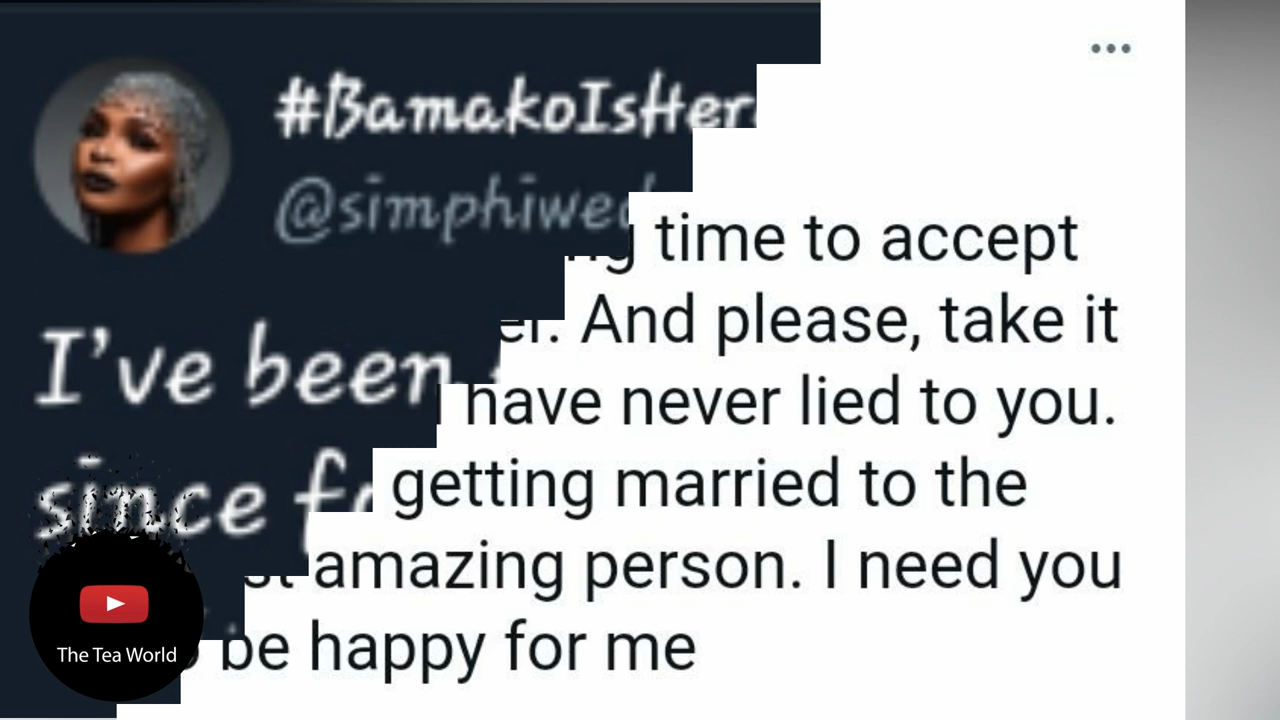 #BamakoIsHer
@simphiwed
I've been
since
time to accept
And please, take it
have never lied to you.
getting married to the
amazing person. I need you
be happy for me
The Tea World